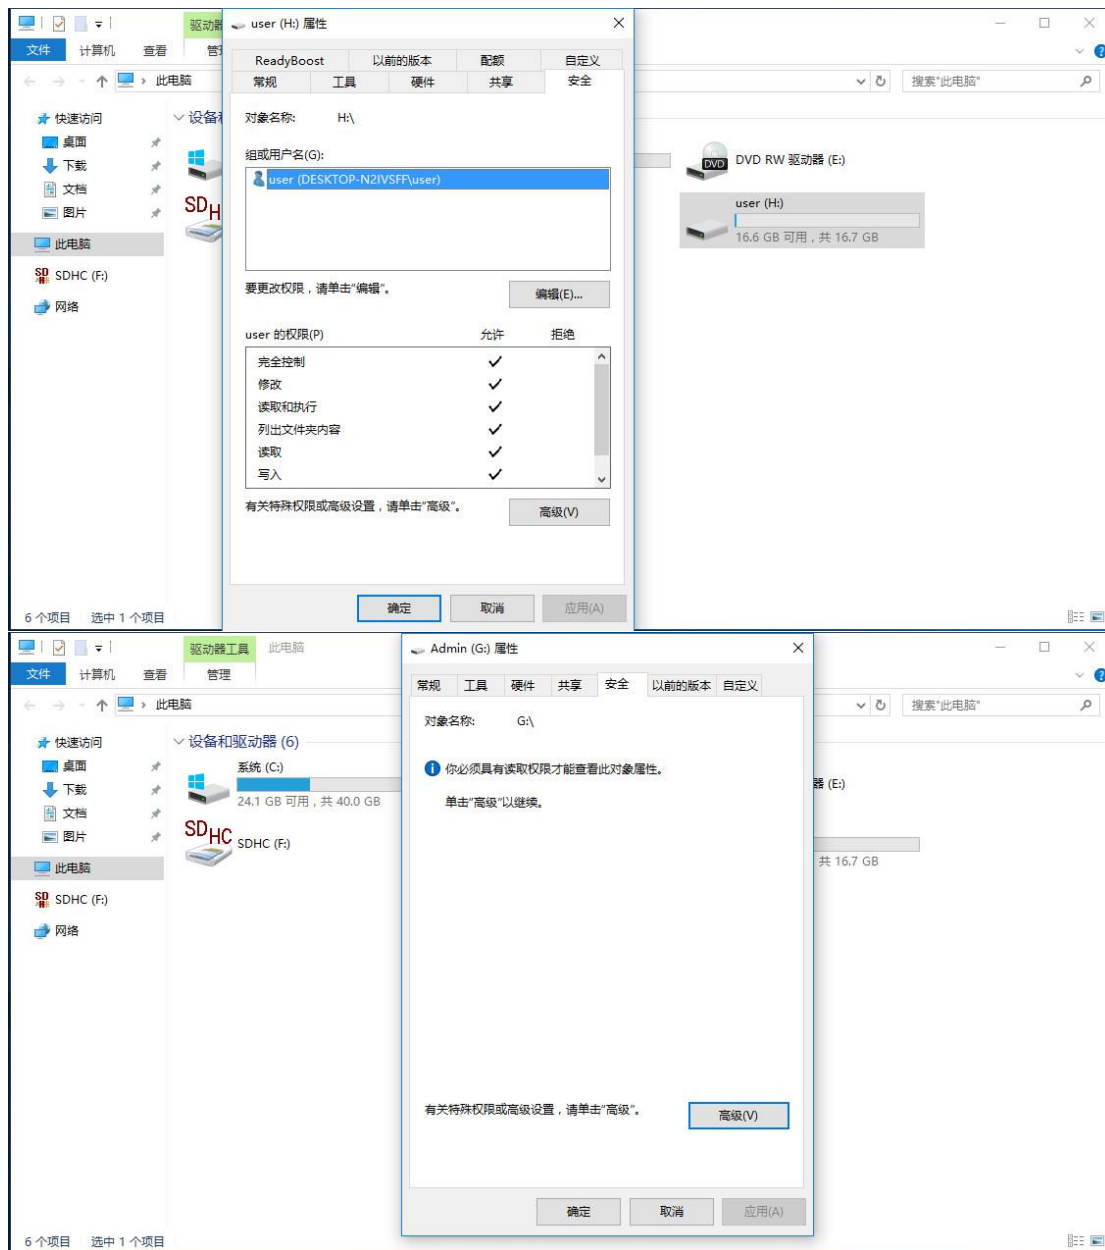 驱动器
user (H:) 属性
文件
计算机
查看
管
ReadyBoost
以前的版本
配额
自定义
常规
工具
硬件
共享
安全
此电脑
搜索"此电脑"
快速访问
桌面
下载
文档
图片
此电脑
SDHC (F:)
网络
设备
对象名称:
H:\
组或用户名(G):
user (DESKTOP-N2IVSFF\user)
要更改权限，请单击"编辑"。
编辑(E)...
user 的权限(P)
允许
拒绝
完全控制
修改
读取和执行
列出文件夹内容
读取
写入
有关特殊权限或高级设置，请单击"高级"。
高级(V)
确定
取消
应用(A)
SDH
DVD
DVD RW 驱动器 (E:)
user (H:)
16.6 GB 可用，共 16.7 GB
6 个项目
选中 1 个项目
驱动器工具
此电脑
Admin (G:) 属性
文件
计算机
查看
管理
常规
工具
硬件
共享
安全
以前的版本
自定义
此电脑
搜索"此电脑"
快速访问
桌面
下载
文档
图片
此电脑
SDHC (F:)
网络
设备和驱动器 (6)
系统 (C:)
24.1 GB 可用，共 40.0 GB
SDHC
SDHC (F:)
对象名称:
G:\
你必须具有读取权限才能查看此对象属性。
单击"高级"以继续。
有关特殊权限或高级设置，请单击"高级"。
高级(V)
确定
取消
应用(A)
器 (E:)
共 16.7 GB
6 个项目
选中 1 个项目